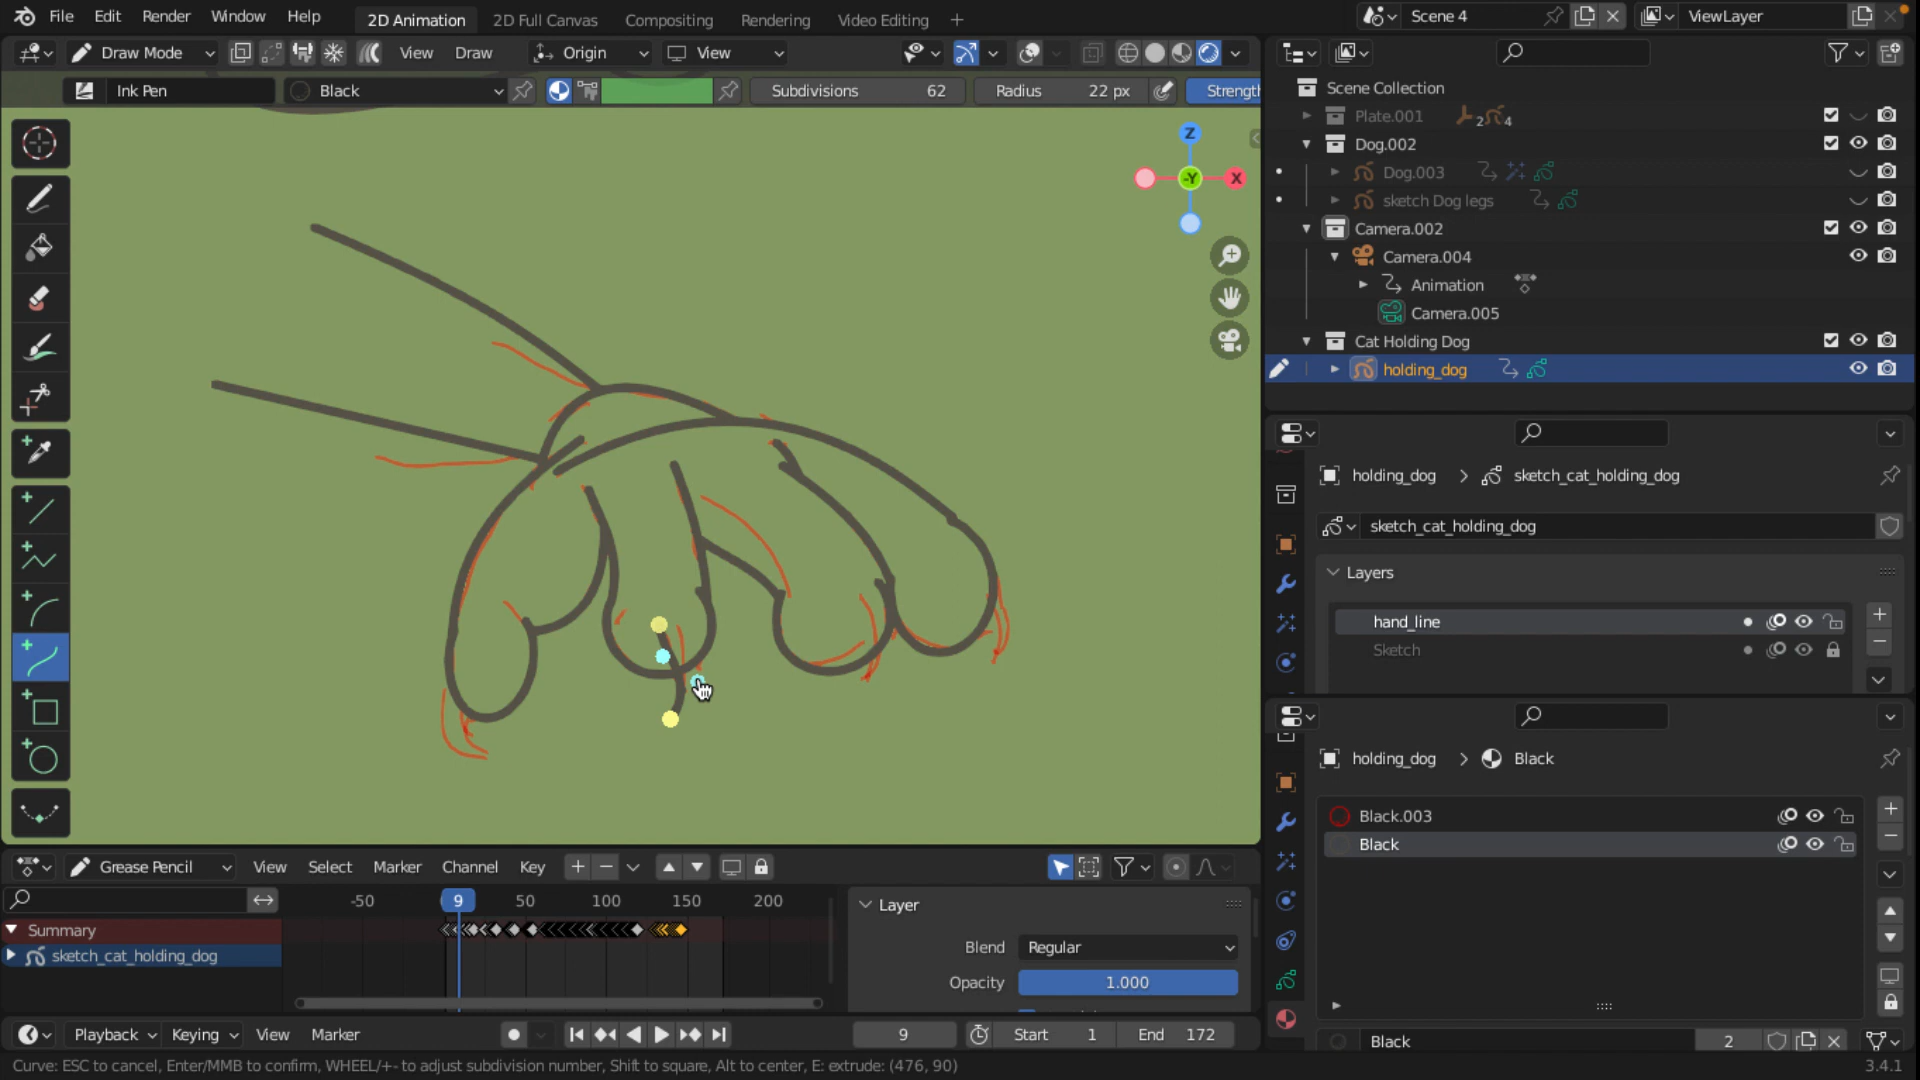 File Edit Render Window Help 2D Animation 2D Full Canvas Compositing Rendering Video Editing + Scene 4 ViewLayer
Draw Mode View Draw Origin View
Ink Pen Black Subdivisions 62 Radius 22 px Strength
Scene Collection
Plate.001 2 4
Dog.002
Dog.003
sketch Dog legs
Camera.002
Camera.004
Animation
Camera.005
Cat Holding Dog
holding_dog
Z
-Y X
holding_dog > sketch_cat_holding_dog
sketch_cat_holding_dog
Layers
hand_line
Sketch
holding_dog > Black
Black.003
Black
Black 2
Grease Pencil View Select Marker Channel Key
-50 9 50 100 150 200
Summary
sketch_cat_holding_dog
Layer
Blend Regular
Opacity 1.000
Playback Keying View Marker 9 Start 1 End 172
Curve: ESC to cancel, Enter/MMB to confirm, WHEEL/+- to adjust subdivision number, Shift to square, Alt to center, E: extrude: (476, 90) 3.4.1